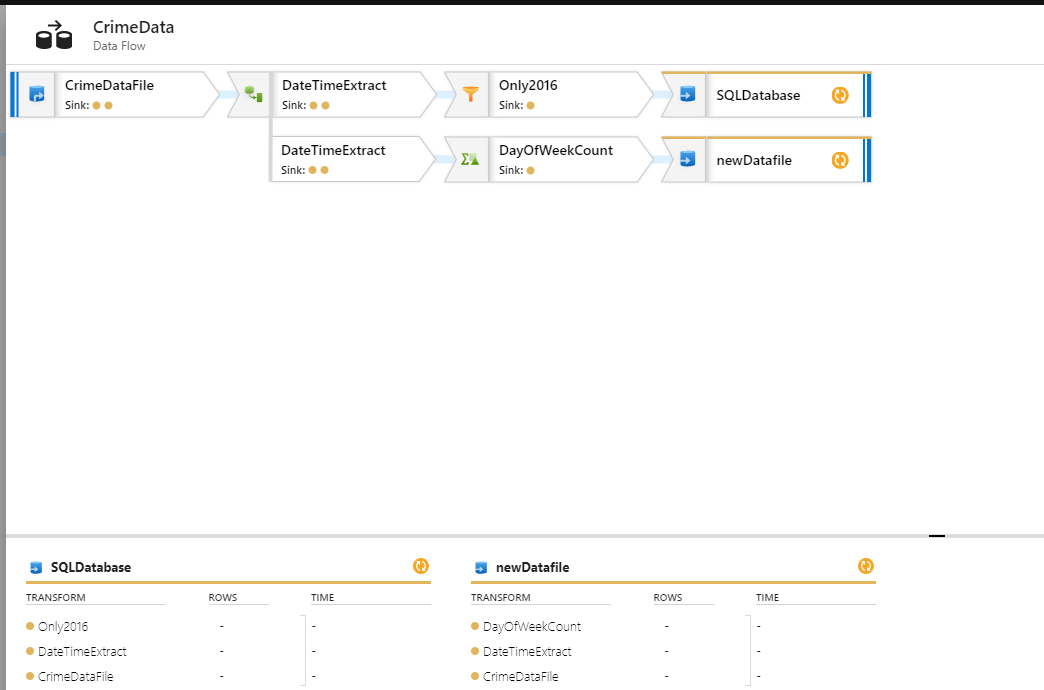 CrimeData
Data Flow
CrimeDataFile DateTimeExtract Only2016 SQLDatabase
Sink: Sink: Sink:
DateTimeExtract DayOfWeekCount newDatafile
Sink: Sink:
SQLDatabase newDatafile
TRANSFORM ROWS TIME TRANSFORM ROWS TIME
Only2016 - - DayOfWeekCount - -
DateTimeExtract - - DateTimeExtract - -
CrimeDataFile - - CrimeDataFile - -